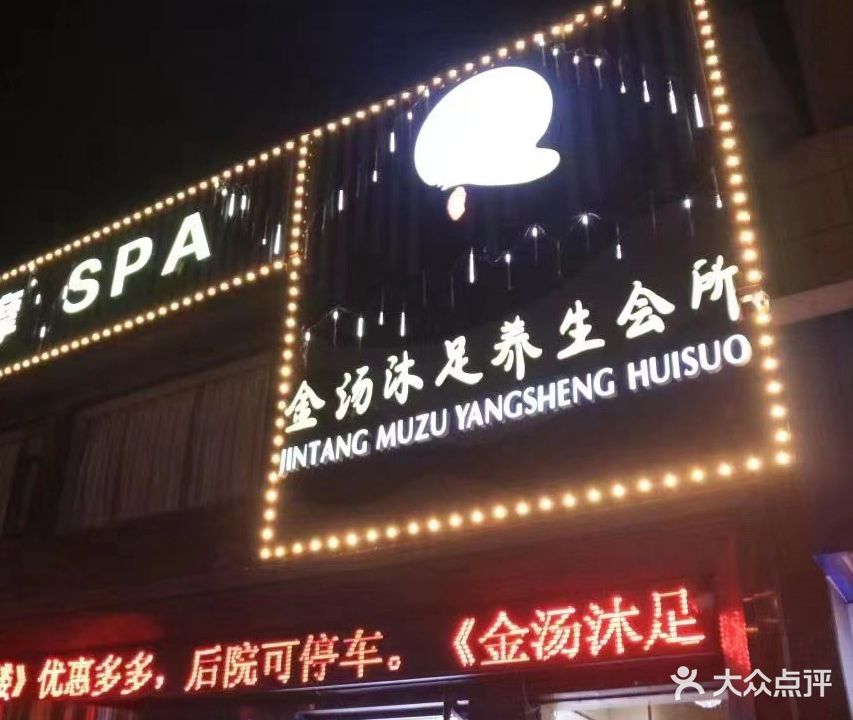 SPA
金汤沐足养生会所
JINTANG MUZU YANGSHENG HUISUO
》优惠多多，后院可停车。《金汤沐足
大众点评